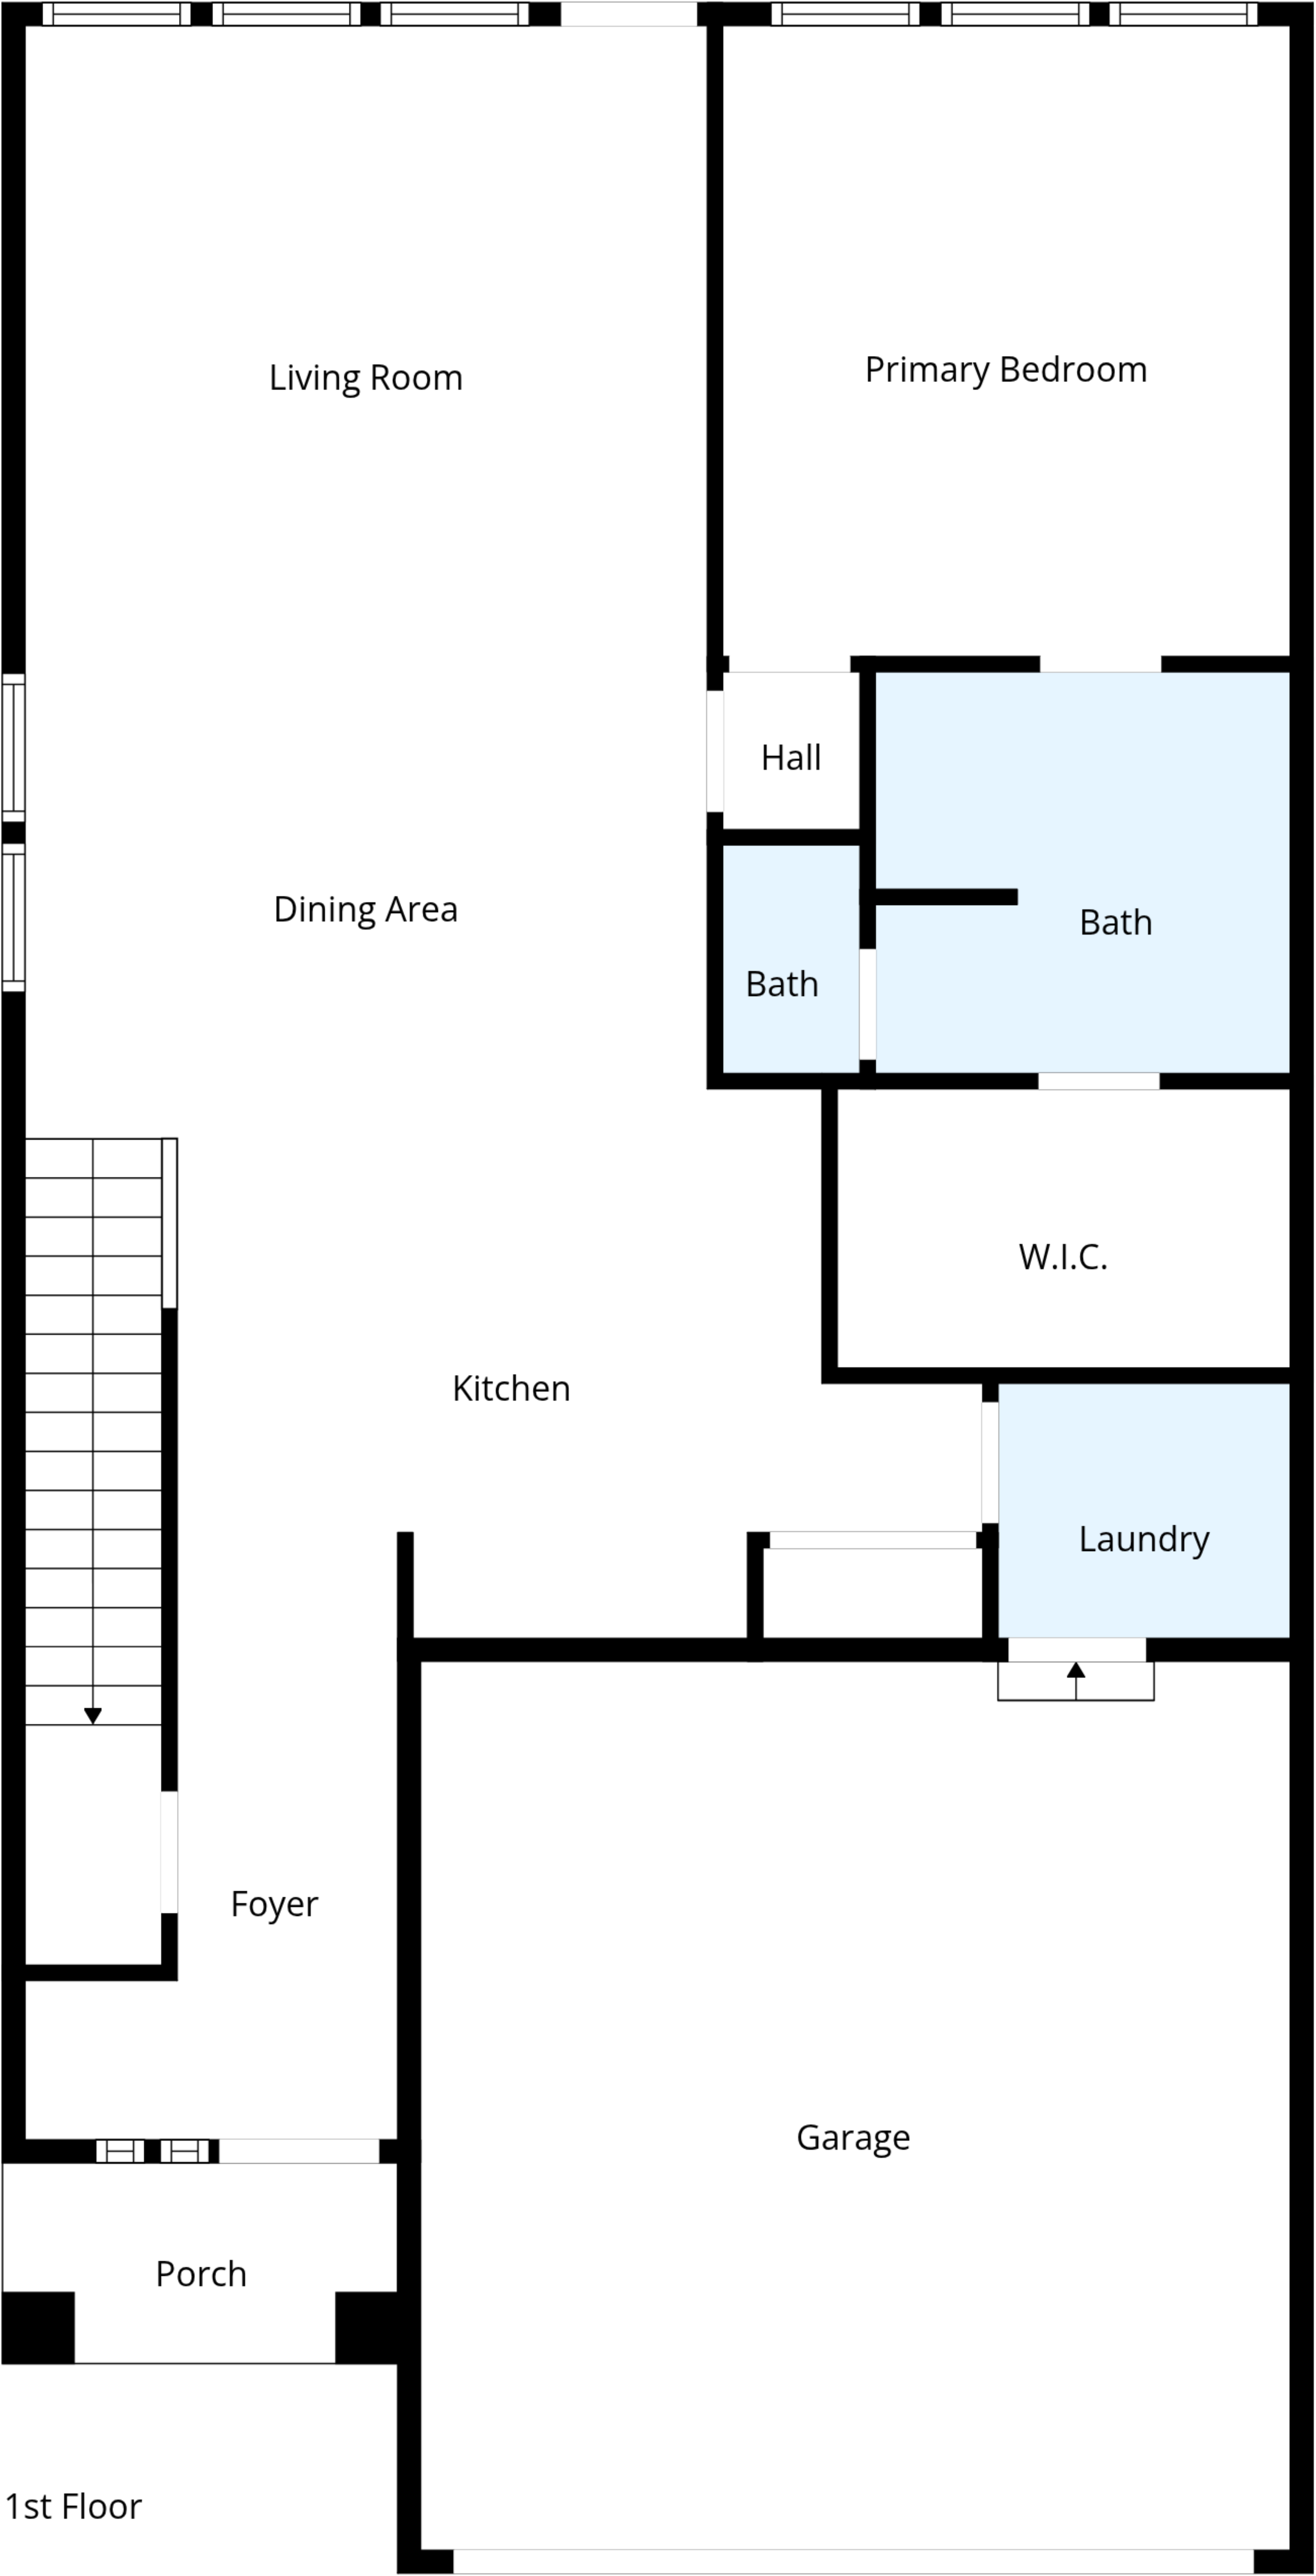 Living Room
Primary Bedroom
Hall
Dining Area
Bath
Bath
W.I.C.
Kitchen
Laundry
Foyer
Garage
Porch
1st Floor